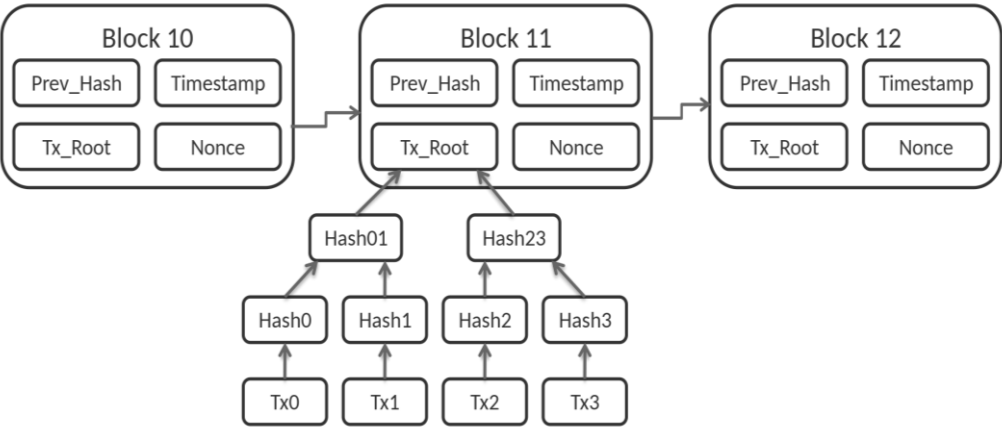 Block 10
Block 11
Block 12
Prev_Hash Timestamp
Prev_Hash Timestamp
Prev_Hash Timestamp
Tx_Root Nonce
Tx_Root Nonce
Tx_Root Nonce
Hash01 Hash23
Hash0 Hash1 Hash2 Hash3
Tx0 Tx1 Tx2 Tx3